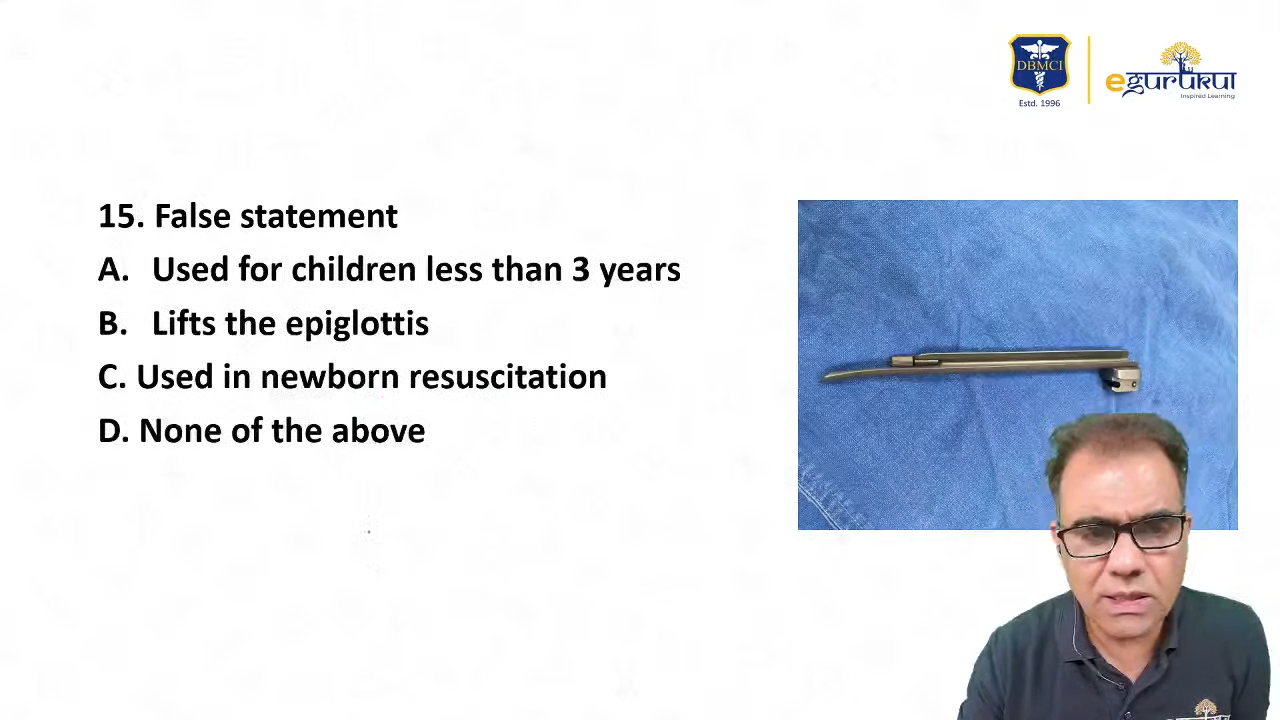 DBMCI
Estd. 1996
egurukul
Inspired Learning
15. False statement
A. Used for children less than 3 years
B. Lifts the epiglottis
C. Used in newborn resuscitation
D. None of the above